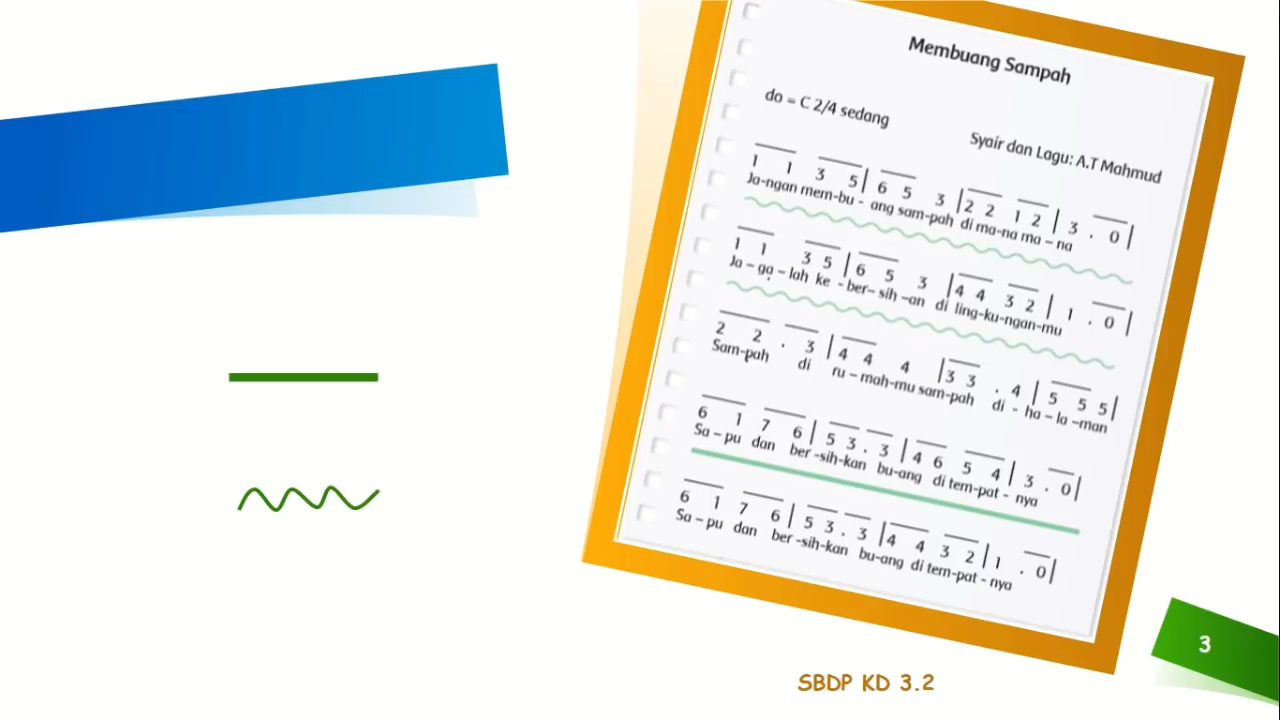 Membuang Sampah
do = C 2/4 sedang
Syair dan Lagu: A.T Mahmud
1 1 3 5 | 6 5 3 | 2 2 1 2 | 3 . 0 |
Ja-ngan mem-bu - ang sam-pah di ma-na ma - na
1 1 3 5 | 6 5 3 | 4 4 3 2 | 1 . 0 |
Ja - ga - lah ke - ber- sih -an di ling-ku-ngan-mu
2 2 . 3 | 4 4 4 | 3 3 . 4 | 5 5 5 |
Sam-pah di ru - mah-mu sam-pah di - ha - la -man
6 1 7 6 | 5 3 . 3 | 4 6 5 4 | 3 . 0 |
Sa - pu dan ber -sih-kan bu-ang di tem-pat - nya
6 1 7 6 | 5 3 . 3 | 4 4 3 2 | 1 . 0 |
Sa - pu dan ber -sih-kan bu-ang di tem-pat - nya
3
SBDP KD 3.2